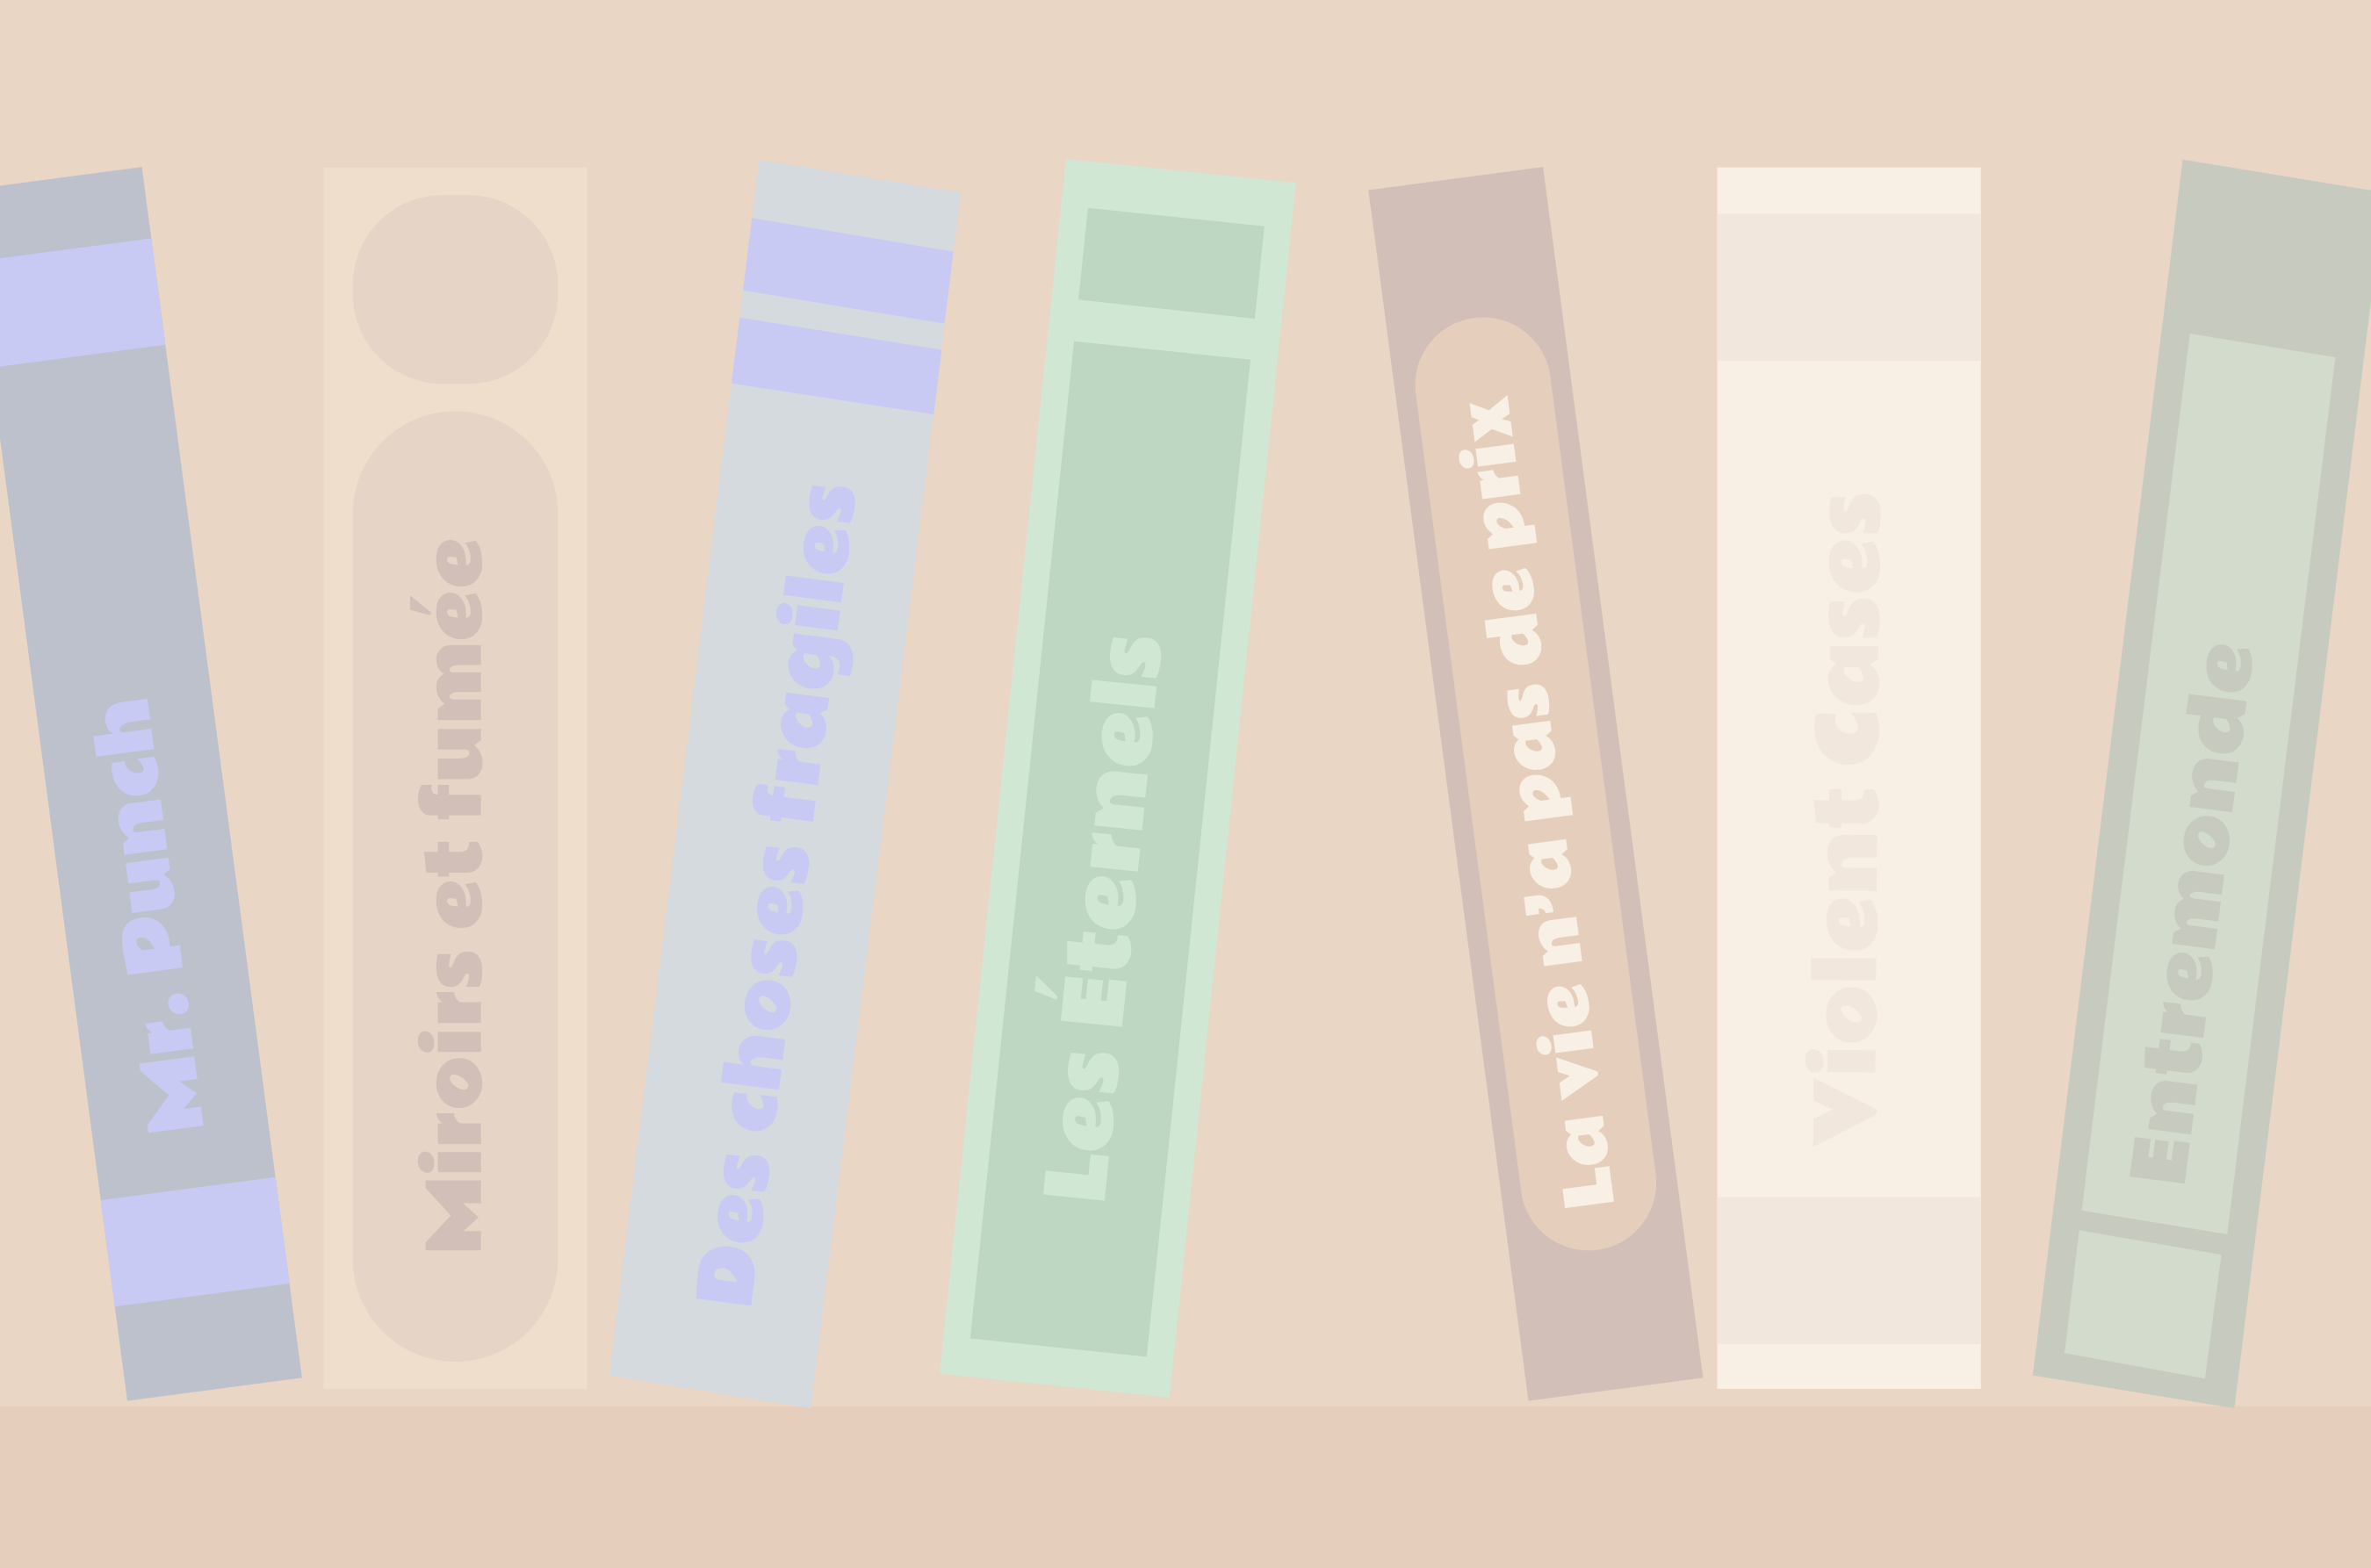 Mr. Punch
Miroirs et fumée
Des choses fragiles
Les Éternels
La vie n'a pas de prix
Violent cases
Entremonde